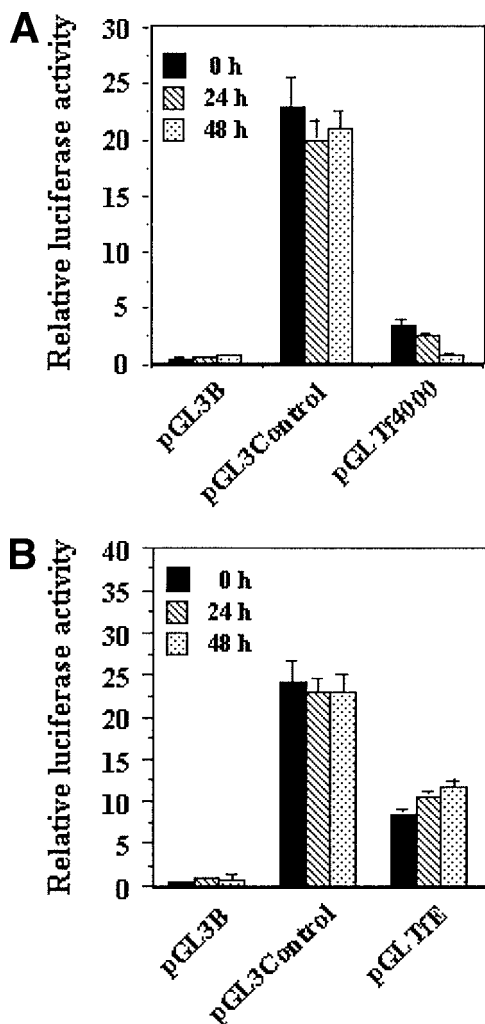 A
Relative luciferase activity
30
25
20
15
10
5
0
0 h
24 h
48 h
pGL3B
pGL3Control
pGLTf4000
B
Relative luciferase activity
40
35
30
25
20
15
10
5
0
0 h
24 h
48 h
pGL3B
pGL3Control
pGLTfE